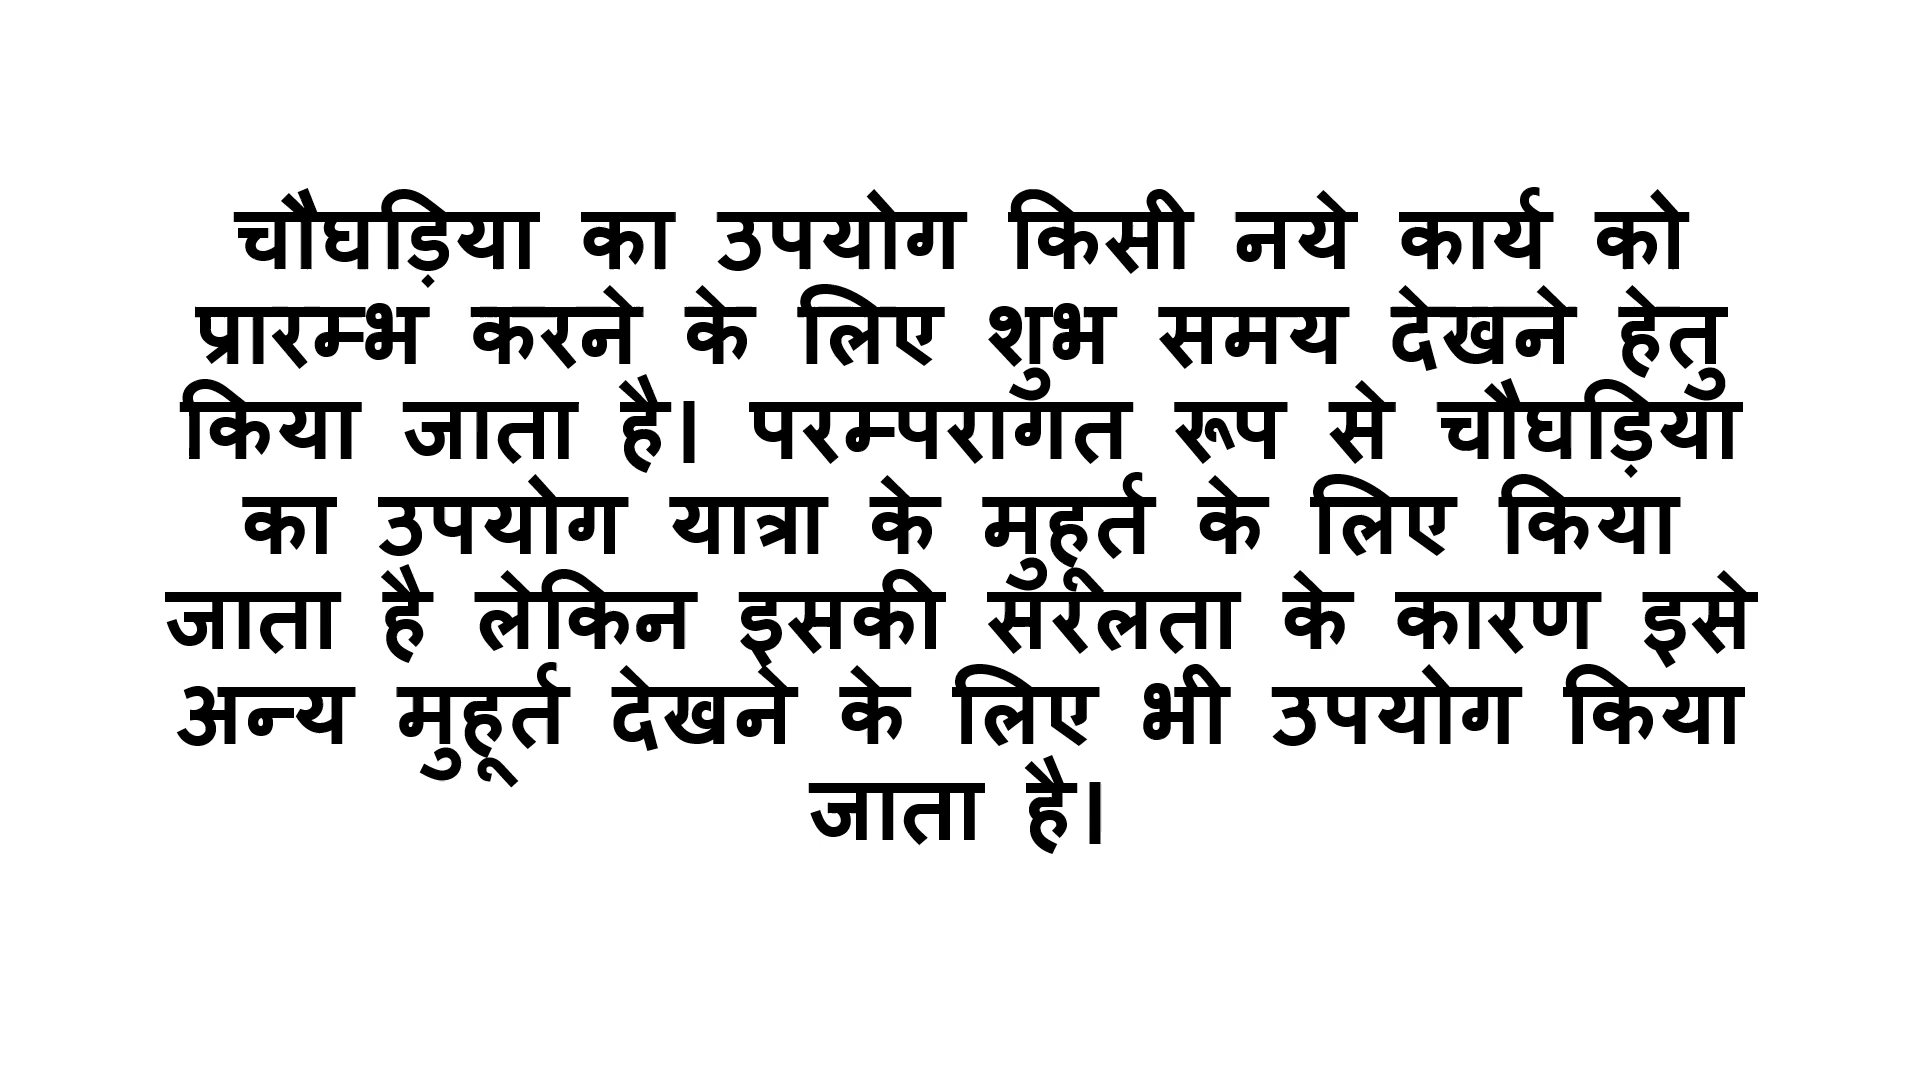 चौघड़िया का उपयोग किसी नये कार्य को
प्रारम्भ करने के लिए शुभ समय देखने हेतु
किया जाता है। परम्परागत रूप से चौघड़िया
का उपयोग यात्रा के मुहूर्त के लिए किया
जाता है लेकिन इसकी सरलता के कारण इसे
अन्य मुहूर्त देखने के लिए भी उपयोग किया
जाता है।